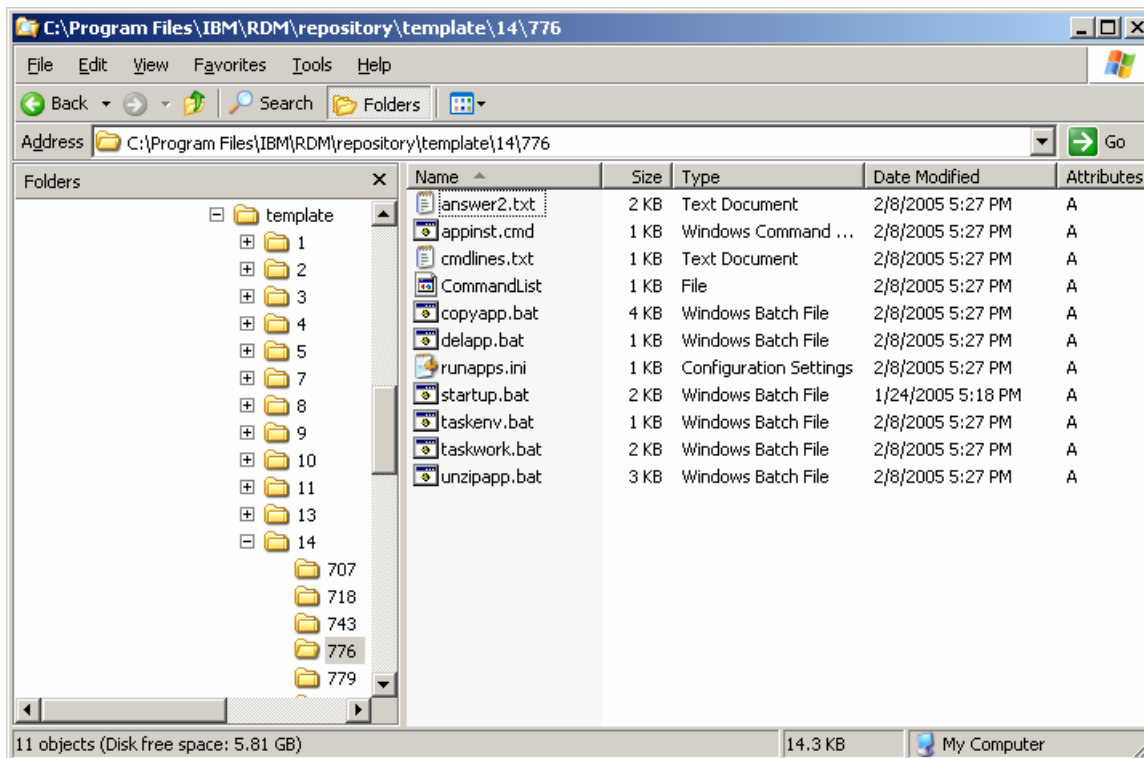 C:\Program Files\IBM\RDM\repository\template\14\776
File Edit View Favorites Tools Help
Back Search Folders
Address C:\Program Files\IBM\RDM\repository\template\14\776 Go
Folders x
template
1
2
3
4
5
7
8
9
10
11
13
14
707
718
743
776
779
Name Size Type Date Modified Attributes
answer2.txt 2 KB Text Document 2/8/2005 5:27 PM A
appinst.cmd 1 KB Windows Command ... 2/8/2005 5:27 PM A
cmdlines.txt 1 KB Text Document 2/8/2005 5:27 PM A
CommandList 1 KB File 2/8/2005 5:27 PM A
copyapp.bat 4 KB Windows Batch File 2/8/2005 5:27 PM A
delapp.bat 1 KB Windows Batch File 2/8/2005 5:27 PM A
runapps.ini 1 KB Configuration Settings 2/8/2005 5:27 PM A
startup.bat 2 KB Windows Batch File 1/24/2005 5:18 PM A
taskenv.bat 1 KB Windows Batch File 2/8/2005 5:27 PM A
taskwork.bat 2 KB Windows Batch File 2/8/2005 5:27 PM A
unzipapp.bat 3 KB Windows Batch File 2/8/2005 5:27 PM A
11 objects (Disk free space: 5.81 GB) 14.3 KB My Computer